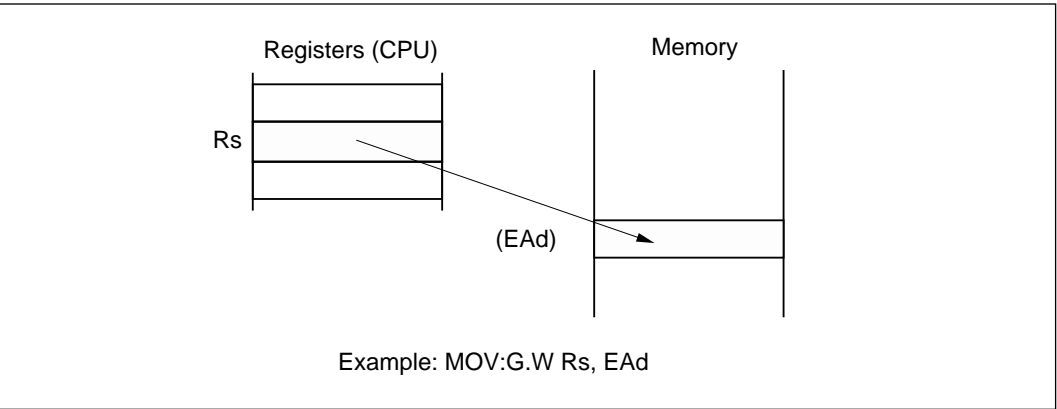 Registers (CPU)
Memory
Rs
(EAd)
Example: MOV:G.W Rs, EAd